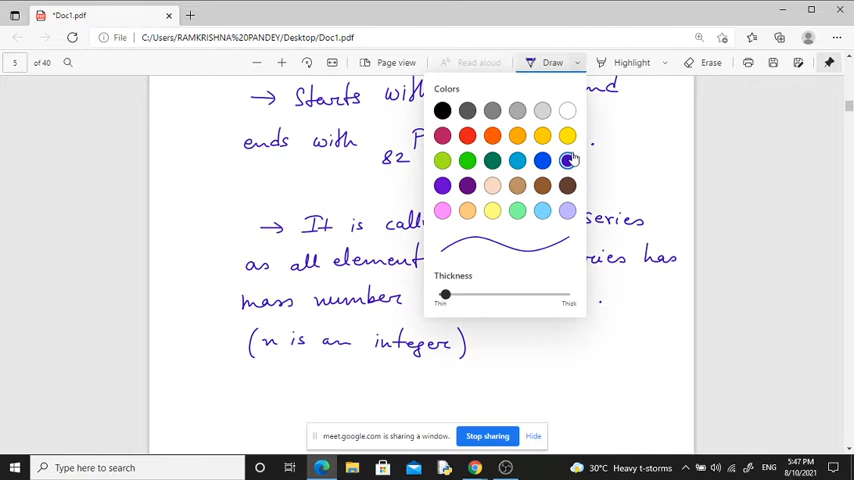 *Doc1.pdf
File
C:/Users/RAMKRISHNA %20PANDEY/Desktop/Doc1.pdf
5 of 40
Page view
Read aloud
Draw
Highlight
Erase
Colors
→ Starts with
ends with 82
→ It is series
as all has
mass number .
(n is an integer)
Thickness
Thin Thick
meet.google.com is sharing a window.
Stop sharing
Hide
Type here to search
30°C Heavy t-storms
ENG
5:47 PM
8/10/2021